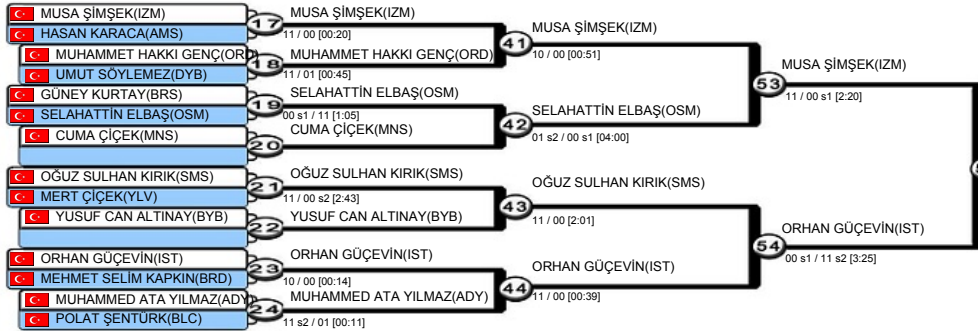 MUSA ŞİMŞEK(IZM)
HASAN KARACA(AMS)
17
MUSA ŞİMŞEK(IZM)
11 / 00 [00:20]
MUHAMMET HAKKI GENÇ(ORD
UMUT SÖYLEMEZ(DYB)
18
MUHAMMET HAKKI GENÇ(ORD)
11 / 01 [00:45]
41
MUSA ŞİMŞEK(IZM)
10 / 00 [00:51]
GÜNEY KURTAY(BRS)
SELAHATTİN ELBAŞ(OSM)
19
SELAHATTİN ELBAŞ(OSM)
00 s1 / 11 [1:05]
CUMA ÇİÇEK(MNS)
20
CUMA ÇİÇEK(MNS)
42
SELAHATTİN ELBAŞ(OSM)
01 s2 / 00 s1 [04:00]
53
MUSA ŞİMŞEK(IZM)
11 / 00 s1 [2:20]
OĞUZ SULHAN KIRIK(SMS)
MERT ÇİÇEK(YLV)
21
OĞUZ SULHAN KIRIK(SMS)
11 / 00 s2 [2:43]
YUSUF CAN ALTINAY(BYB)
22
YUSUF CAN ALTINAY(BYB)
43
OĞUZ SULHAN KIRIK(SMS)
11 / 00 [2:01]
ORHAN GÜÇEVİN(IST)
MEHMET SELİM KAPKIN(BRD)
23
ORHAN GÜÇEVİN(IST)
10 / 00 [00:14]
MUHAMMED ATA YILMAZ(ADY
POLAT ŞENTÜRK(BLC)
24
MUHAMMED ATA YILMAZ(ADY)
11 s2 / 01 [00:11]
44
ORHAN GÜÇEVİN(IST)
11 / 00 [00:39]
54
ORHAN GÜÇEVİN(IST)
00 s1 / 11 s2 [3:25]